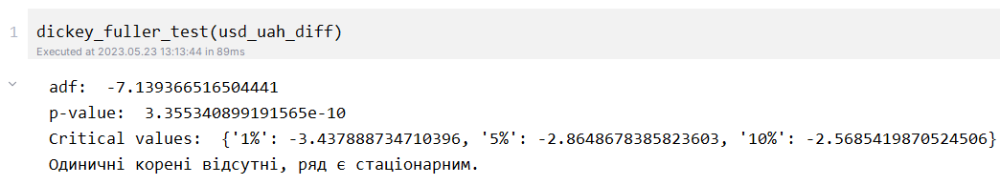 1 dickey_fuller_test(usd_uah_diff)
Executed at 2023.05.23 13:13:44 in 89ms
adf:  -7.139366516504441
p-value:  3.355340899191565e-10
Critical values:  {'1%': -3.437888734710396, '5%': -2.8648678385823603, '10%': -2.5685419870524506}
Одиничні корені відсутні, ряд є стаціонарним.